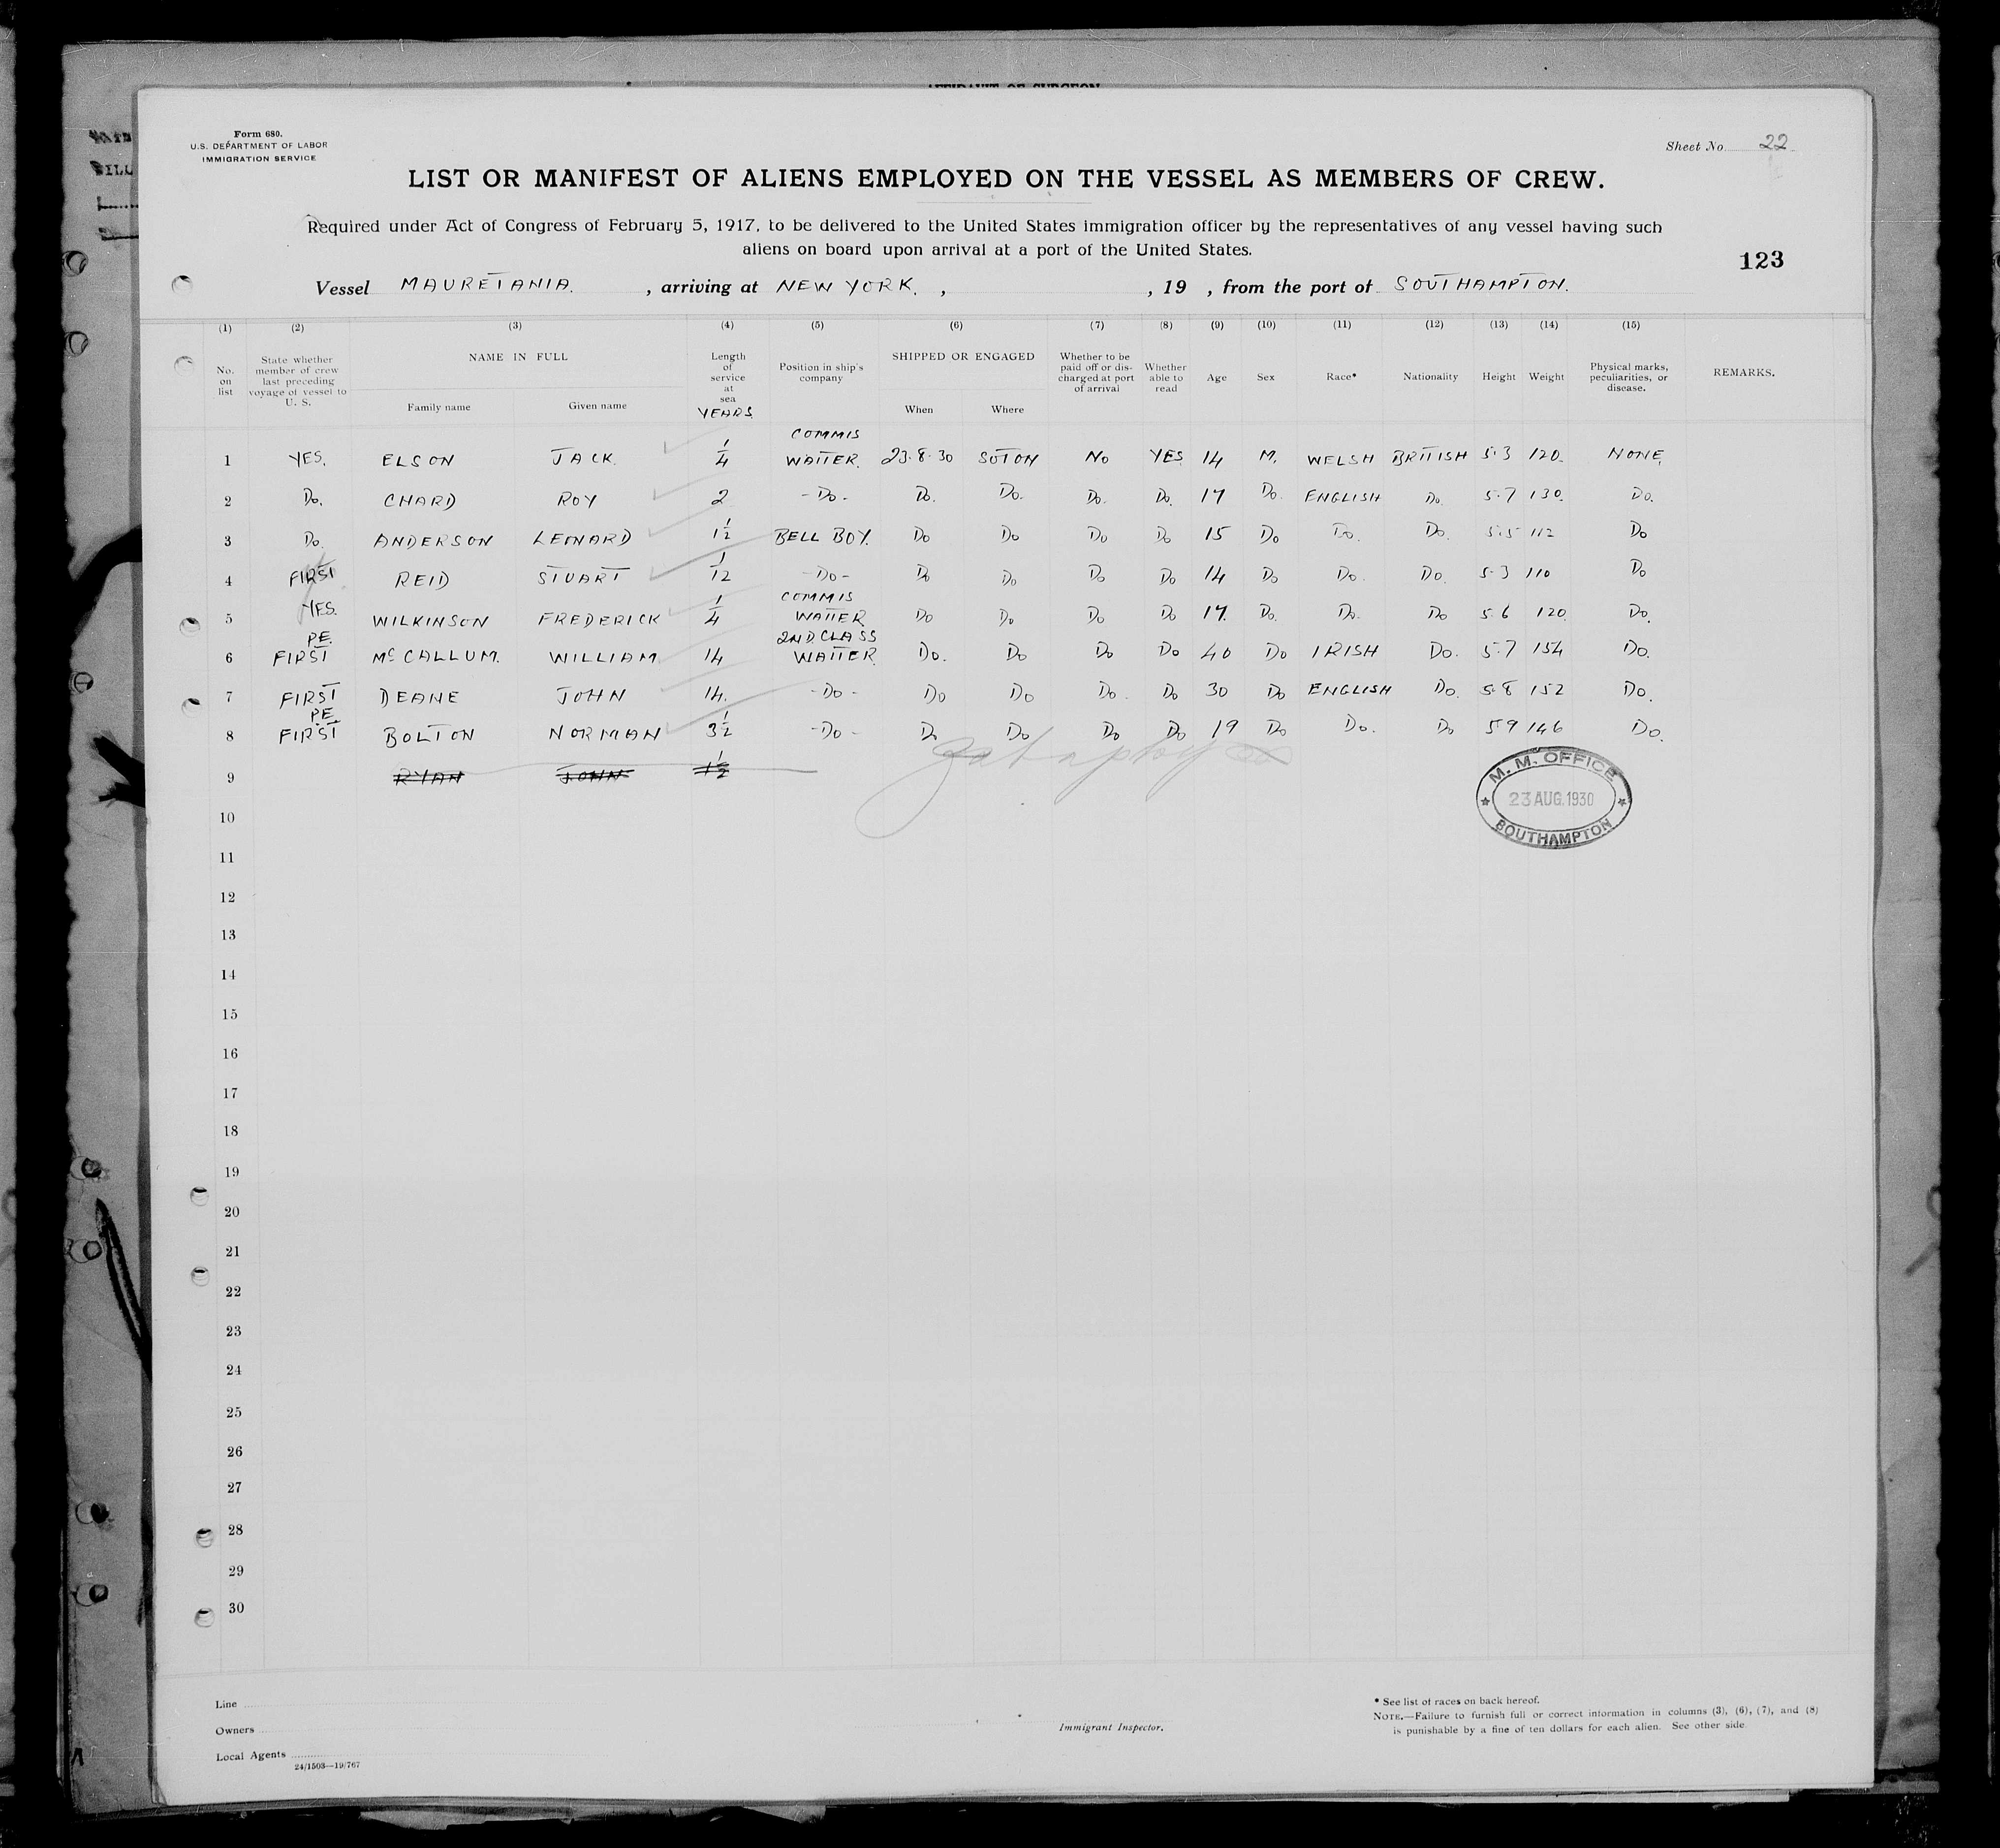 AFFIDAVIT OF SURGEON
Form 680.
U.S. DEPARTMENT OF LABOR
IMMIGRATION SERVICE
Sheet No. 22
LIST OR MANIFEST OF ALIENS EMPLOYED ON THE VESSEL AS MEMBERS OF CREW.
Required under Act of Congress of February 5, 1917, to be delivered to the United States immigration officer by the representatives of any vessel having such
aliens on board upon arrival at a port of the United States.
123
Vessel MAURETANIA. , arriving at NEW YORK. , , 19 , from the port of SOUTHAMPTON.
(1) (2) (3) (4) (5) (6) (7) (8) (9) (10) (11) (12) (13) (14) (15)
No. on list
State whether member of crew last preceding voyage of vessel to U. S.
NAME IN FULL
Family name
Given name
Length of service at sea
YEARS.
Position in ship's company
SHIPPED OR ENGAGED
When
Where
Whether to be paid off or discharged at port of arrival
Whether able to read
Age
Sex
Race*
Nationality
Height
Weight
Physical marks, peculiarities, or disease.
REMARKS.
1 YES. ELSON JACK. 1/4 COMMIS WAITER. 23·8·30 SOTON NO YES 14 M. WELSH BRITISH 5·3 120. NONE.
2 Do. CHARD ROY 2 -Do- Do. Do. Do. Do. 17 Do. ENGLISH Do. 5·7 130. Do.
3 Do. ANDERSON LEONARD 1 1/2 BELL BOY. Do Do Do Do 15 Do Do. Do. 5·5 112 Do
4 FIRST REID STUART 1/12 -Do- Do Do Do Do 14 Do Do. Do. 5·3 110 Do
5 YES. WILKINSON FREDERICK 1/4 COMMIS WAITER Do Do Do Do 17. Do. Do. Do 5·6 120. Do.
6 PE. FIRST McCALLUM. WILLIAM. 14 2ND CLASS WAITER. Do. Do Do Do 40 Do IRISH Do. 5·7 154 Do.
7 FIRST DEANE JOHN 14. -Do- Do Do Do. Do 30 Do ENGLISH Do. 5·8 152 Do.
8 PE. FIRST BOLTON NORMAN 3 1/2 -Do- Do Do Do Do 19 Do Do. Do 5 9 146 Do.
9 RYAN JOHN 1 1/2
M. M. OFFICE
23 AUG. 1930
SOUTHAMPTON
10
11
12
13
14
15
16
17
18
19
20
21
22
23
24
25
26
27
28
29
30
Line
Owners
Local Agents
24/1503—19/767
Immigrant Inspector.
* See list of races on back hereof.
NOTE.—Failure to furnish full or correct information in columns (3), (6), (7), and (8)
is punishable by a fine of ten dollars for each alien. See other side.